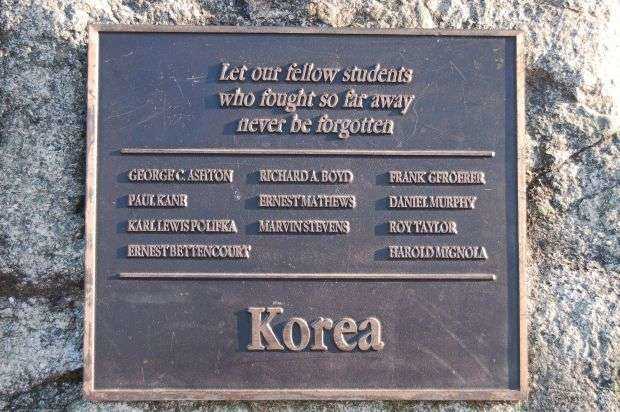 Let our fellow students
who fought so far away
never be forgotten
GEORGE C. ASHTON RICHARD A. BOYD FRANK GFROERER
PAUL KANE ERNEST MATHEWS DANIEL MURPHY
KARL LEWIS POLIFKA MARVIN STEVENS ROY TAYLOR
ERNEST BETTENCOURT HAROLD MIGNOLA
Korea